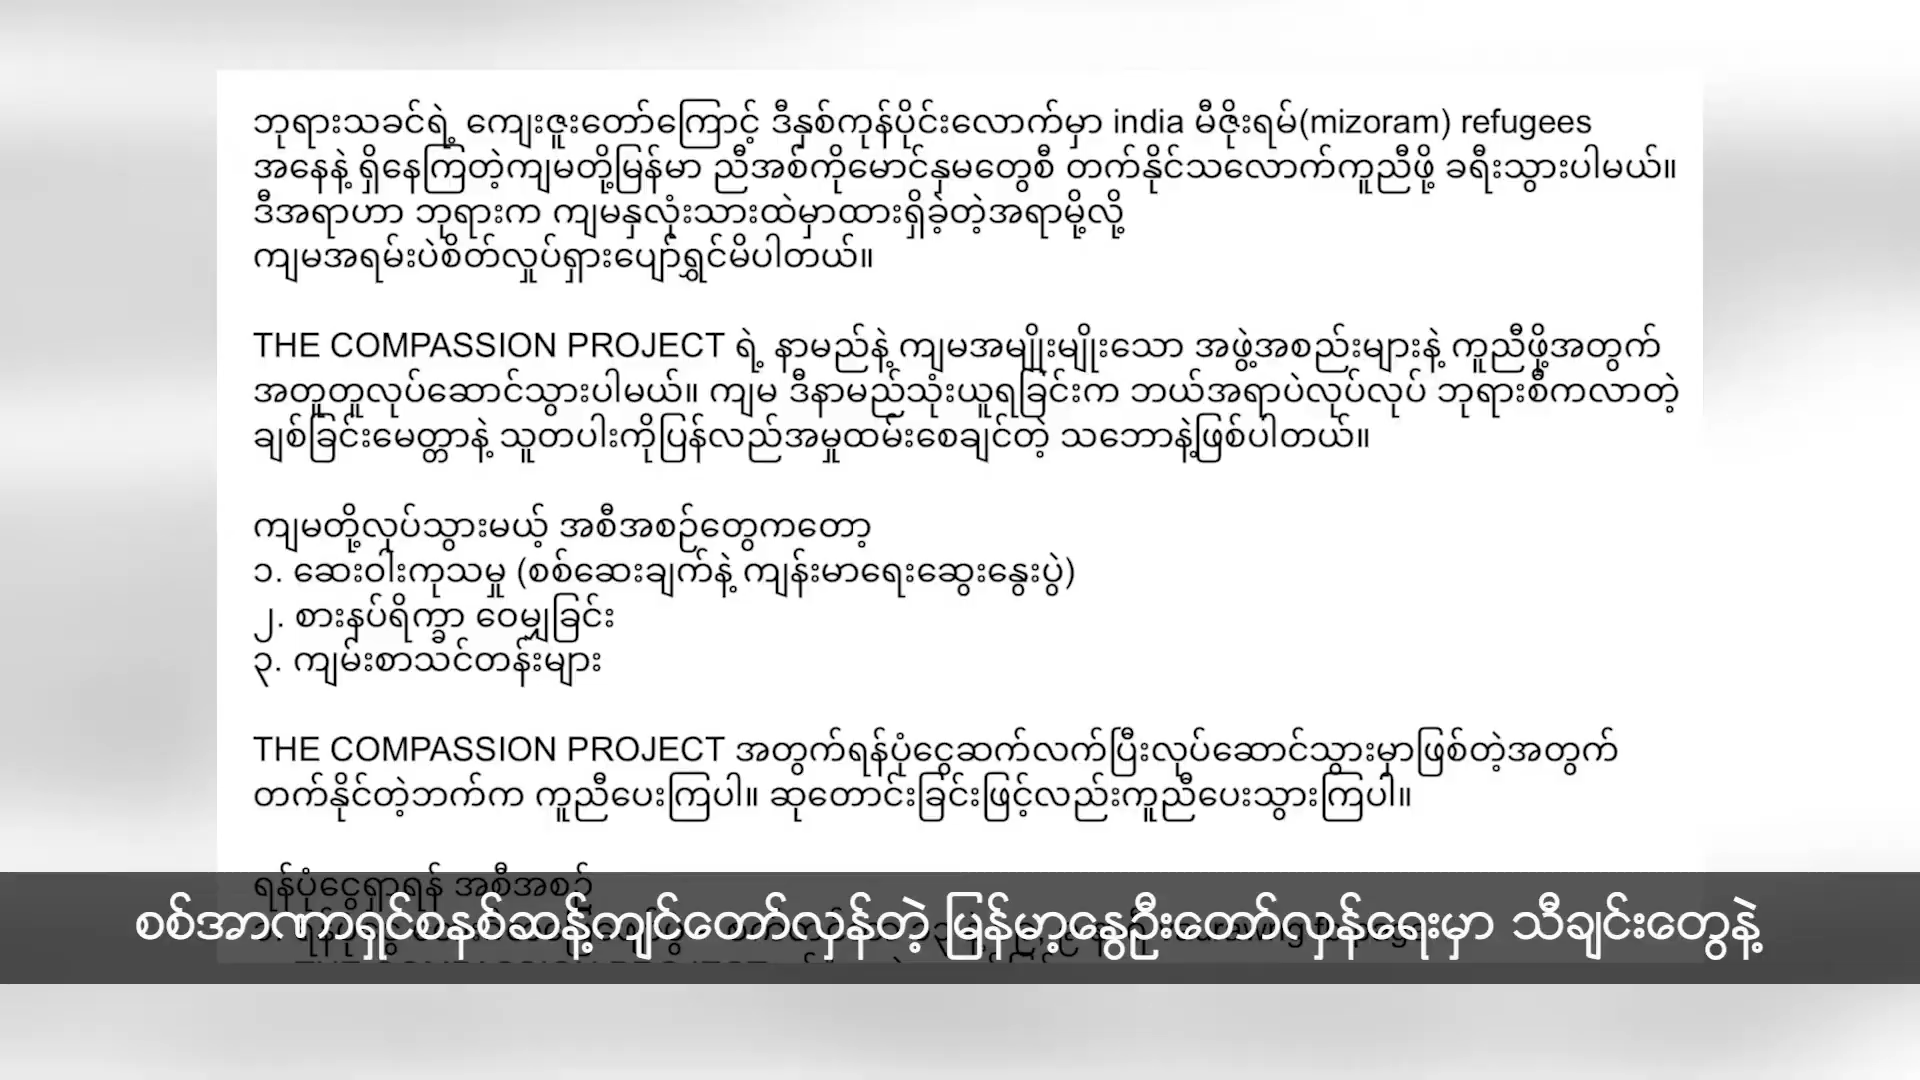 ဘုရားသခင်ရဲ့ ကျေးဇူးတော်ကြောင့် ဒီနှစ်ကုန်ပိုင်းလောက်မှာ india မီဇိုးရမ်(mizoram) refugees
အနေနဲ့ ရှိနေကြတဲ့ကျမတို့မြန်မာ ညီအစ်ကိုမောင်နှမတွေစီ တက်နိုင်သလောက်ကူညီဖို့ ခရီးသွားပါမယ်။
ဒီအရာဟာ ဘုရားက ကျမနှလုံးသားထဲမှာထားရှိခဲ့တဲ့အရာမို့လို့
ကျမအရမ်းပဲစိတ်လှုပ်ရှားပျော်ရွှင်မိပါတယ်။
THE COMPASSION PROJECT ရဲ့ နာမည်နဲ့ ကျမအမျိုးမျိုးသော အဖွဲ့အစည်းများနဲ့ ကူညီဖို့အတွက်
အတူတူလုပ်ဆောင်သွားပါမယ်။ ကျမ ဒီနာမည်သုံးယူရခြင်းက ဘယ်အရာပဲလုပ်လုပ် ဘုရားစီကလာတဲ့
ချစ်ခြင်းမေတ္တာနဲ့ သူတပါးကိုပြန်လည်အမှုထမ်းစေချင်တဲ့ သဘောနဲ့ဖြစ်ပါတယ်။
ကျမတို့လုပ်သွားမယ့် အစီအစဉ်တွေကတော့
၁. ဆေးဝါးကုသမှု (စစ်ဆေးချက်နဲ့ ကျန်းမာရေးဆွေးနွေးပွဲ)
၂. စားနပ်ရိက္ခာ ဝေမျှခြင်း
၃. ကျမ်းစာသင်တန်းများ
THE COMPASSION PROJECT အတွက်ရန်ပုံငွေဆက်လက်ပြီးလုပ်ဆောင်သွားမှာဖြစ်တဲ့အတွက်
တက်နိုင်တဲ့ဘက်က ကူညီပေးကြပါ။ ဆုတောင်းခြင်းဖြင့်လည်းကူညီပေးသွားကြပါ။
ရန်ပုံငွေရှာရန် အစီအစဉ်
စစ်အာဏာရှင်စနစ်ဆန့်ကျင်တော်လှန်တဲ့ မြန်မာ့နွေဦးတော်လှန်ရေးမှာ သီချင်းတွေနဲ့